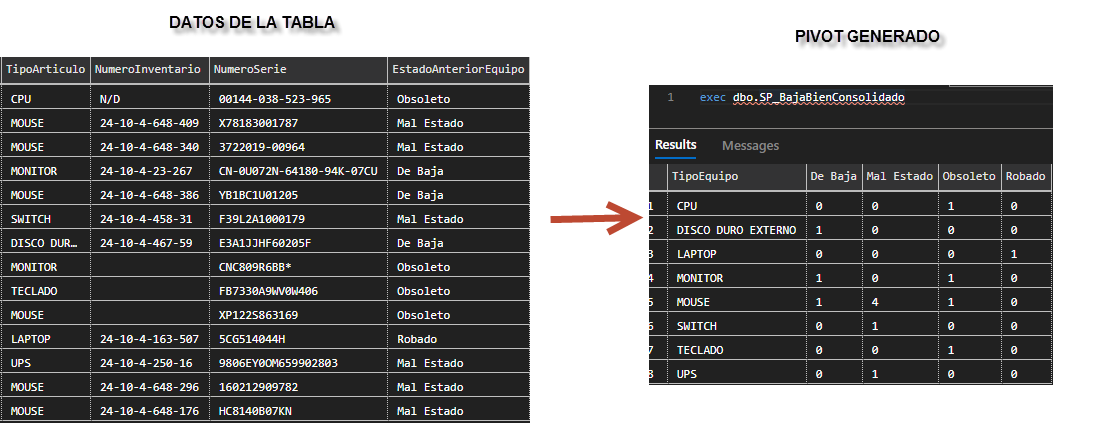 DATOS DE LA TABLA
TipoArticulo NumeroInventario NumeroSerie EstadoAnteriorEquipo
CPU N/D 00144-038-523-965 Obsoleto
MOUSE 24-10-4-648-409 X78183001787 Mal Estado
MOUSE 24-10-4-648-340 3722019-00964 Mal Estado
MONITOR 24-10-4-23-267 CN-0U072N-64180-94K-07CU De Baja
MOUSE 24-10-4-648-386 YB1BC1U01205 De Baja
SWITCH 24-10-4-458-31 F39L2A1000179 Mal Estado
DISCO DUR… 24-10-4-467-59 E3A1JJHF60205F De Baja
MONITOR CNC809R6BB* Obsoleto
TECLADO FB7330A9WV0W406 Obsoleto
MOUSE XP122S863169 Obsoleto
LAPTOP 24-10-4-163-507 5CG514044H Robado
UPS 24-10-4-250-16 9806EY0OM659902803 Mal Estado
MOUSE 24-10-4-648-296 160212909782 Mal Estado
MOUSE 24-10-4-648-176 HC8140B07KN Mal Estado
PIVOT GENERADO
1 exec dbo.SP_BajaBienConsolidado
Results Messages
TipoEquipo De Baja Mal Estado Obsoleto Robado
1 CPU 0 0 1 0
2 DISCO DURO EXTERNO 1 0 0 0
3 LAPTOP 0 0 0 1
4 MONITOR 1 0 1 0
5 MOUSE 1 4 1 0
6 SWITCH 0 1 0 0
7 TECLADO 0 0 1 0
8 UPS 0 1 0 0